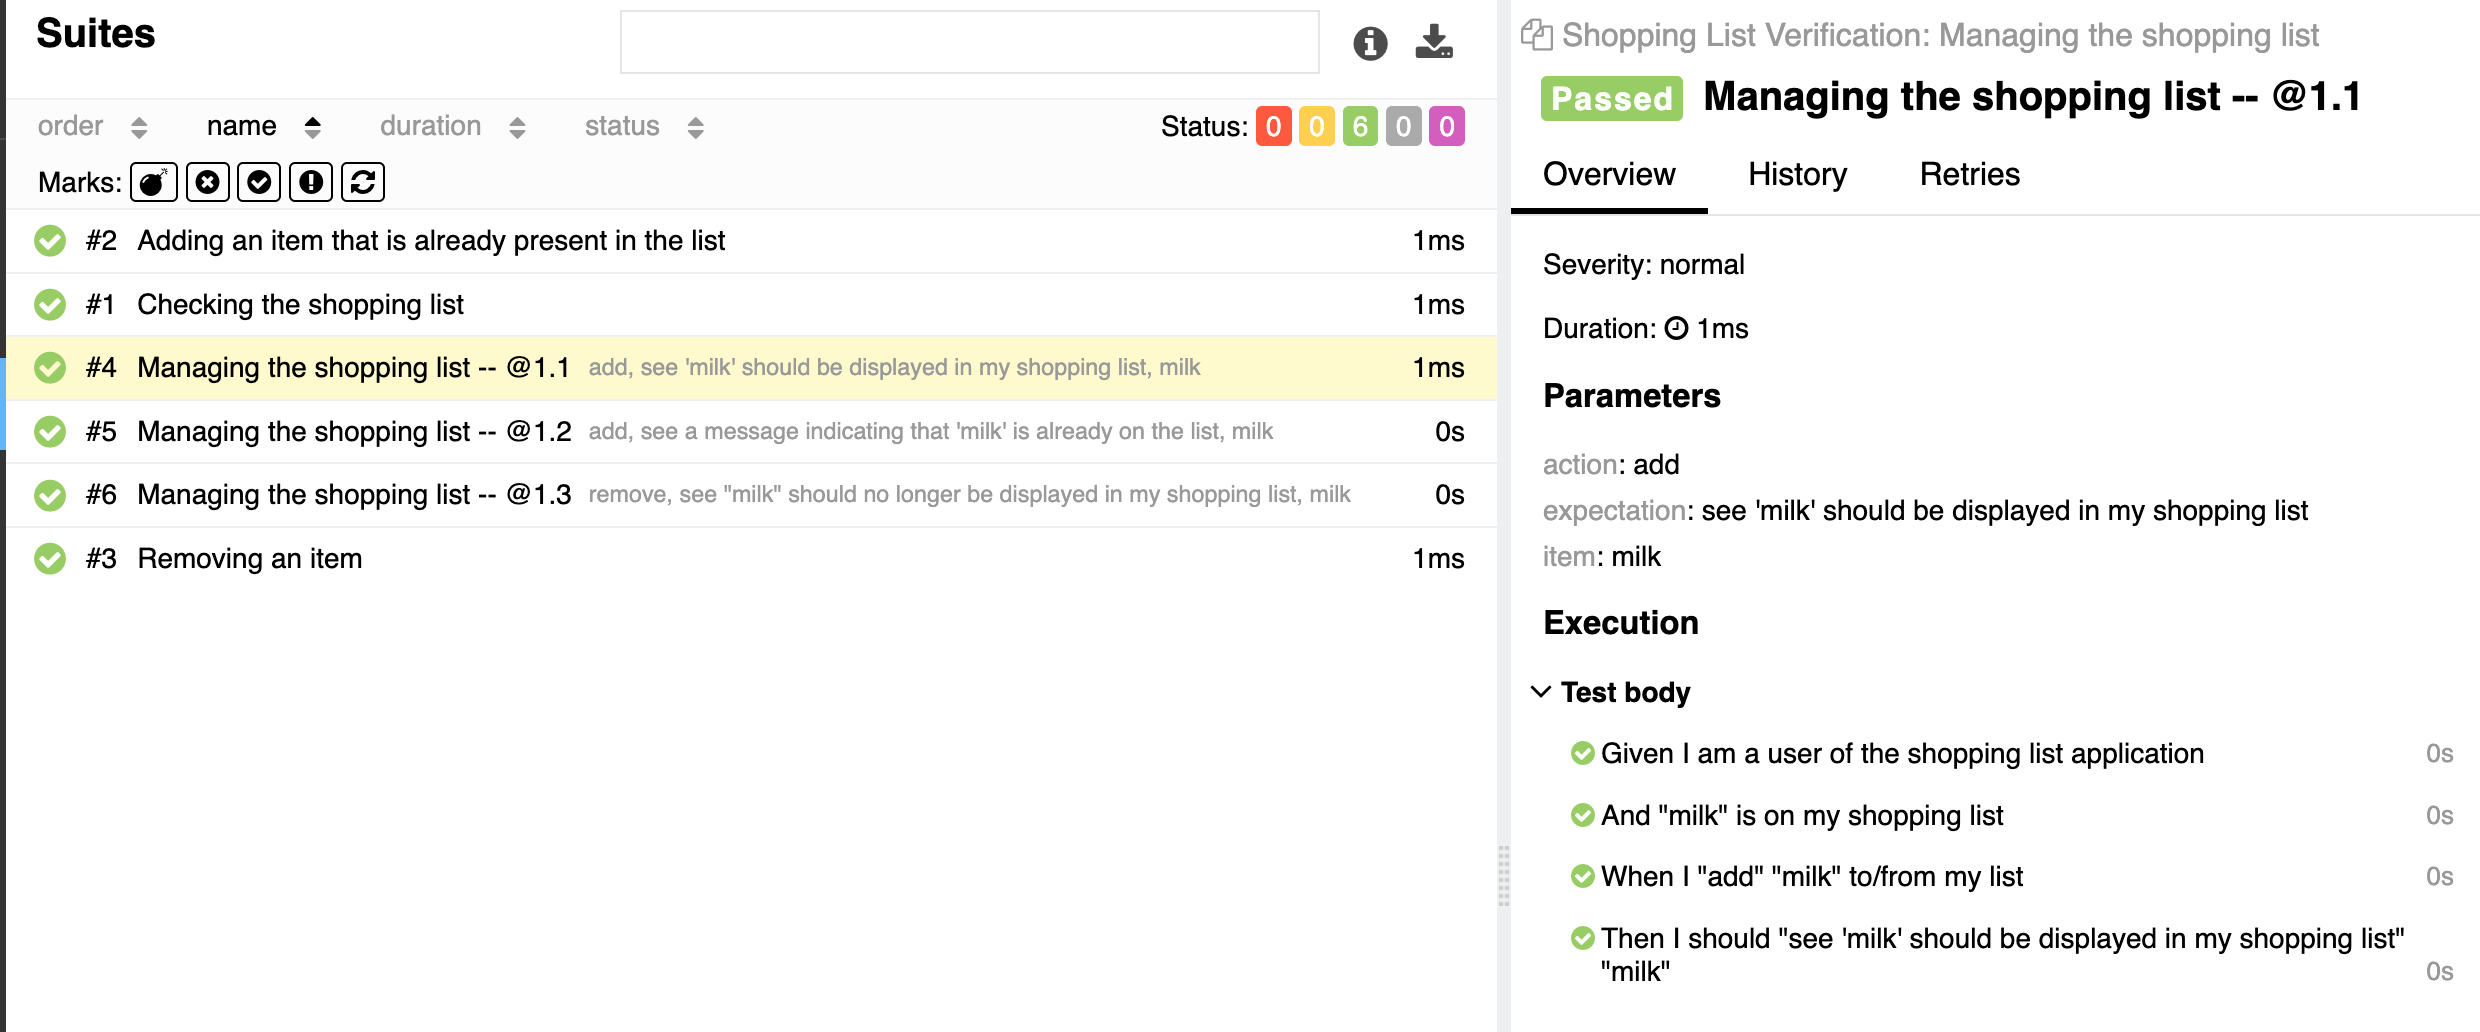 Suites
order name duration status Status: 0 0 6 0 0
Marks:
#2 Adding an item that is already present in the list 1ms
#1 Checking the shopping list 1ms
#4 Managing the shopping list -- @1.1 add, see 'milk' should be displayed in my shopping list, milk 1ms
#5 Managing the shopping list -- @1.2 add, see a message indicating that 'milk' is already on the list, milk 0s
#6 Managing the shopping list -- @1.3 remove, see "milk" should no longer be displayed in my shopping list, milk 0s
#3 Removing an item 1ms
Shopping List Verification: Managing the shopping list
Passed Managing the shopping list -- @1.1
Overview History Retries
Severity: normal
Duration: 1ms
Parameters
action: add
expectation: see 'milk' should be displayed in my shopping list
item: milk
Execution
Test body
Given I am a user of the shopping list application 0s
And "milk" is on my shopping list 0s
When I "add" "milk" to/from my list 0s
Then I should "see 'milk' should be displayed in my shopping list"
"milk" 0s